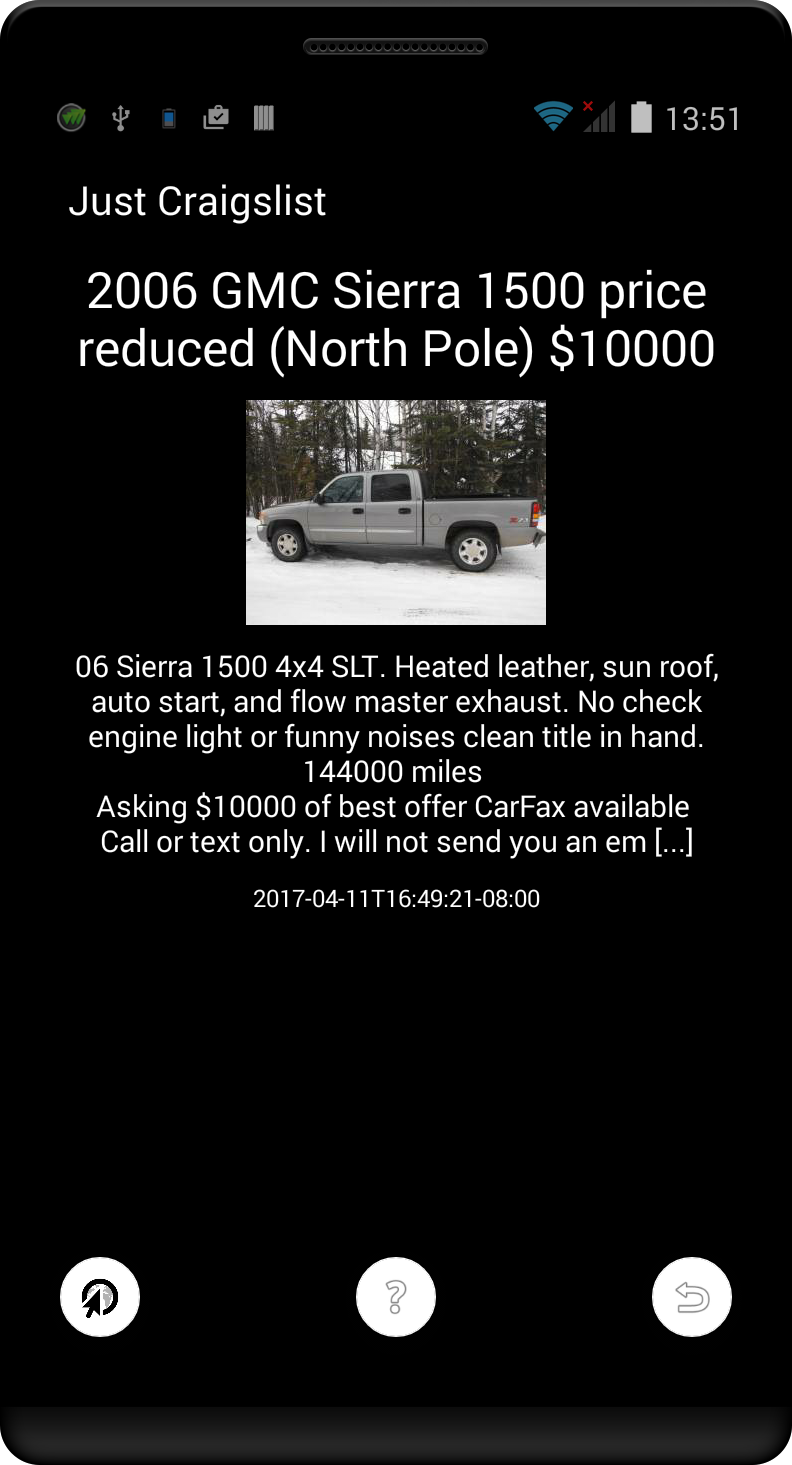 13:51
Just Craigslist
2006 GMC Sierra 1500 price
reduced (North Pole) $10000
06 Sierra 1500 4x4 SLT. Heated leather, sun roof,
auto start, and flow master exhaust. No check
engine light or funny noises clean title in hand.
144000 miles
Asking $10000 of best offer CarFax available
Call or text only. I will not send you an em [...]
2017-04-11T16:49:21-08:00
?